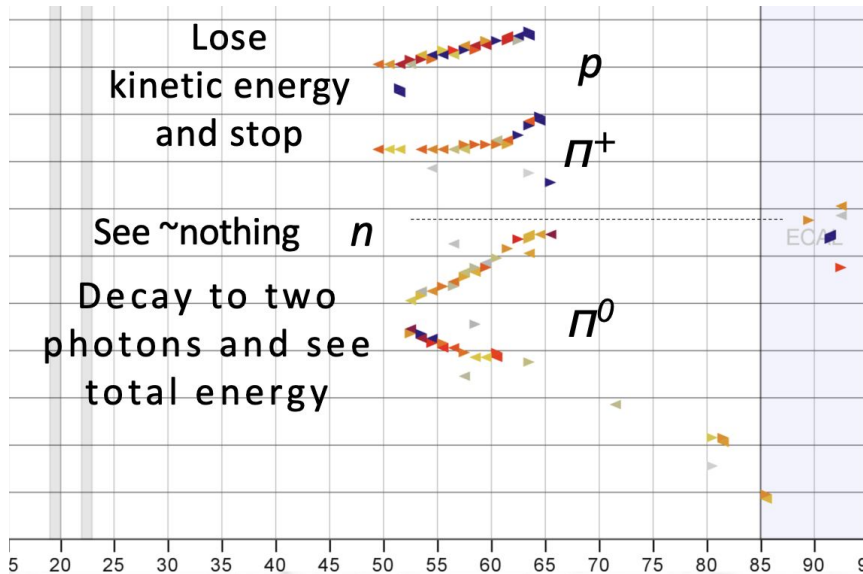 Lose
kinetic energy
and stop
p
π+
See ~nothing n
ECAL
Decay to two
photons and see
total energy
π0
5 20 25 30 35 40 45 50 55 60 65 70 75 80 85 90 9